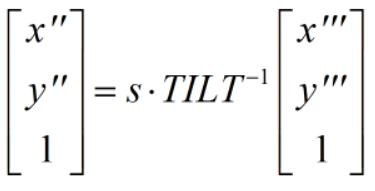 [x''
y''
1] = s · TILT⁻¹ [x'''
y'''
1]